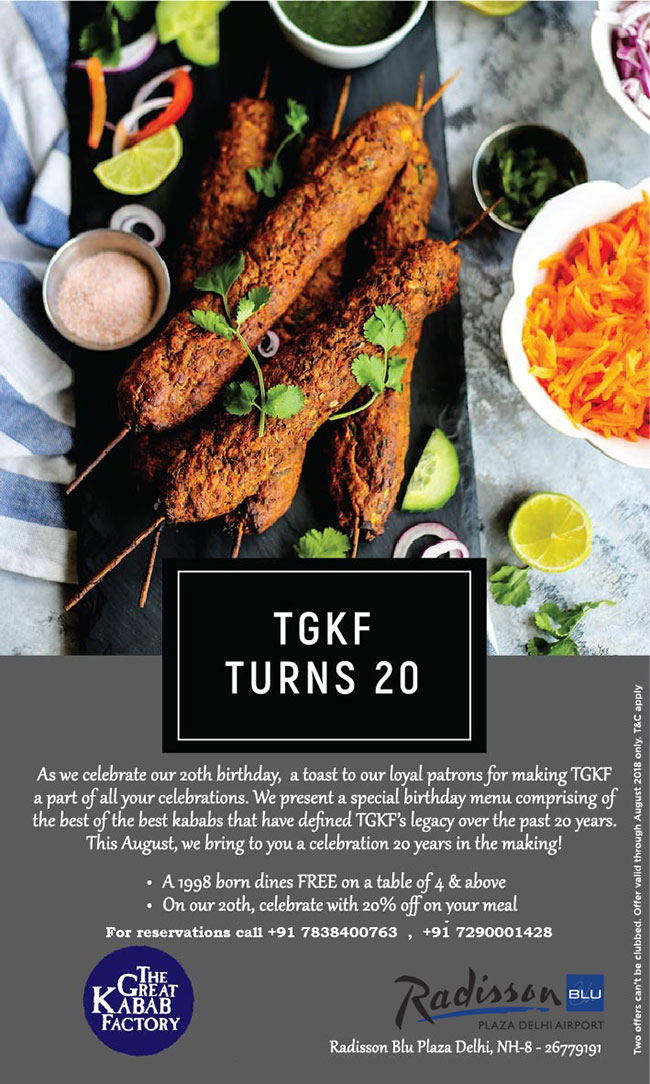 TGKF
TURNS 20
As we celebrate our 20th birthday, a toast to our loyal patrons for making TGKF
a part of all your celebrations. We present a special birthday menu comprising of
the best of the best kababs that have defined TGKF's legacy over the past 20 years.
This August, we bring to you a celebration 20 years in the making!
• A 1998 born dines FREE on a table of 4 & above
• On our 20th, celebrate with 20% off on your meal
For reservations call +91 7838400763 , +91 7290001428
THE
GREAT
KABAB
FACTORY
Radisson BLU
PLAZA DELHI AIRPORT
Radisson Blu Plaza Delhi, NH-8 - 26779191
Two offers can't be clubbed. Offer valid through August 2018 only. T&C apply